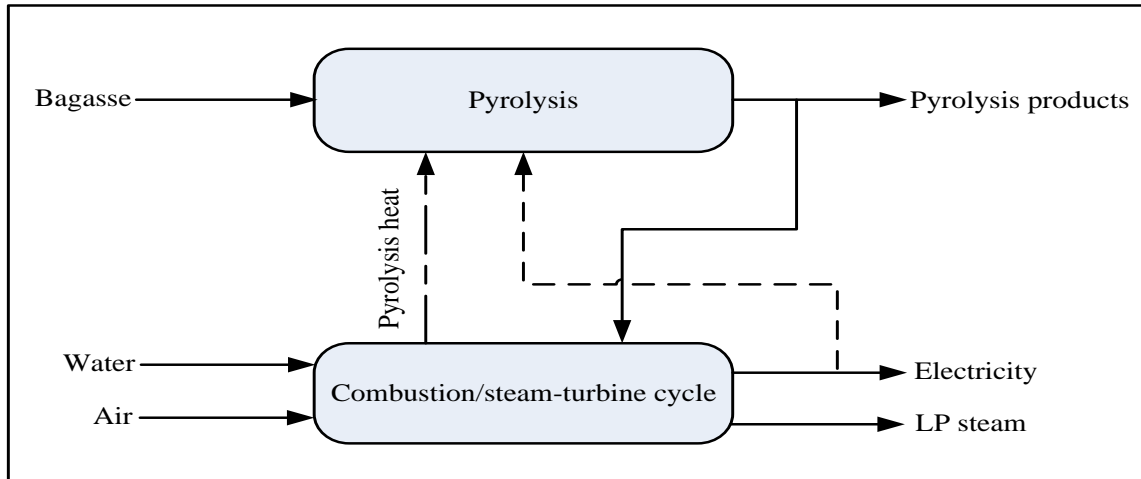 Bagasse
Pyrolysis
Pyrolysis products
Pyrolysis heat
Water
Combustion/steam-turbine cycle
Electricity
Air
LP steam